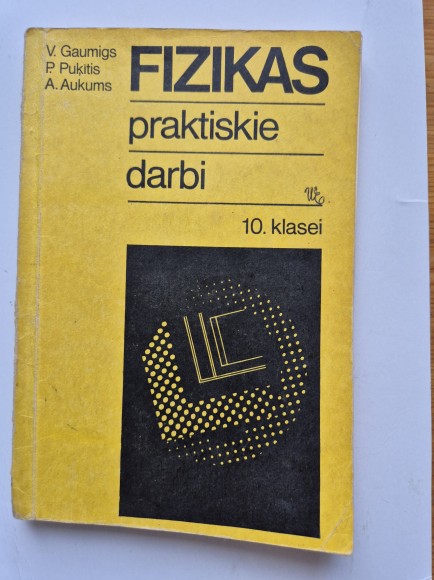 V. Gaumigs
P. Puķītis
A. Aukums
FIZIKAS
praktiskie
darbi
10. klasei